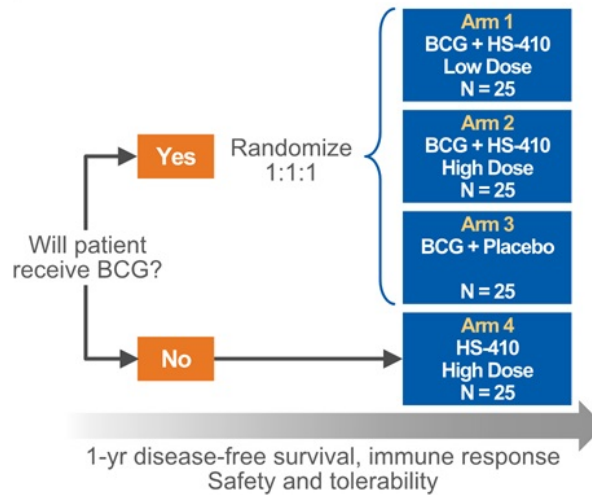 Will patient
receive BCG?
Yes
Randomize
1:1:1
Arm 1
BCG + HS-410
Low Dose
N = 25
Arm 2
BCG + HS-410
High Dose
N = 25
Arm 3
BCG + Placebo
N = 25
No
Arm 4
HS-410
High Dose
N = 25
1-yr disease-free survival, immune response
Safety and tolerability